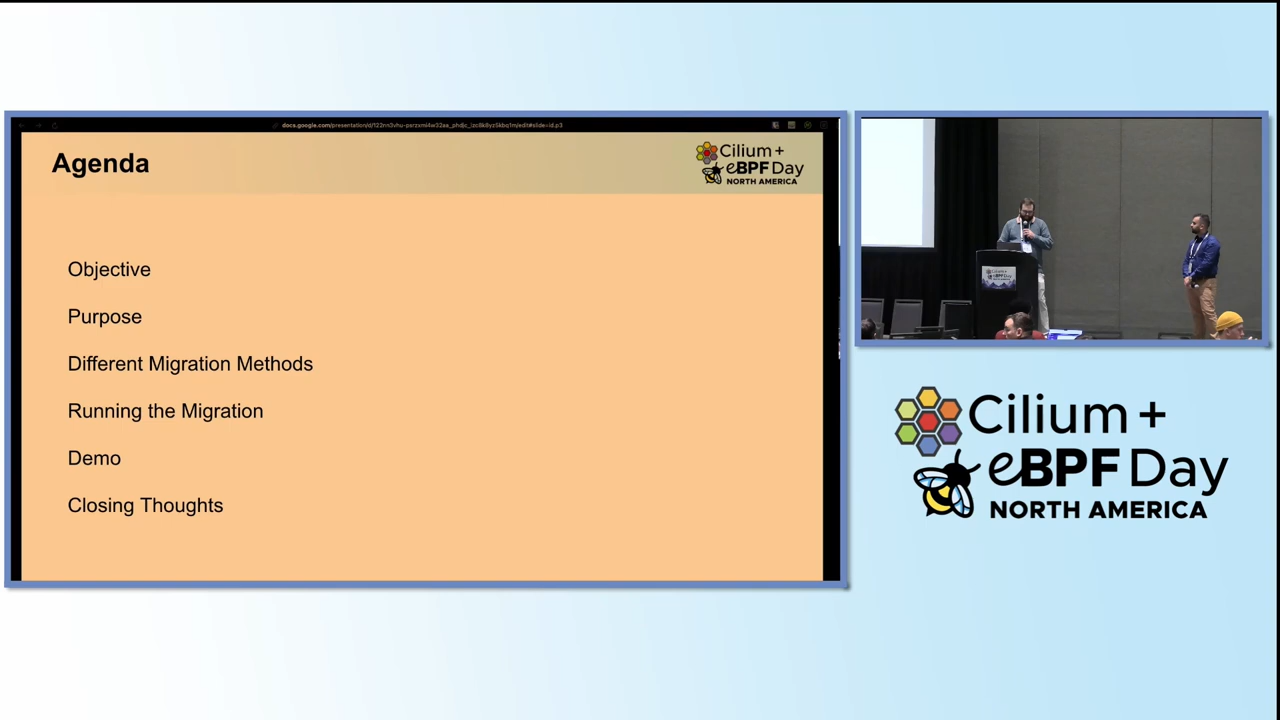 Agenda
Cilium +
eBPF Day
NORTH AMERICA
Objective
Purpose
Different Migration Methods
Running the Migration
Demo
Closing Thoughts
Cilium +
eBPF Day
NORTH AMERICA